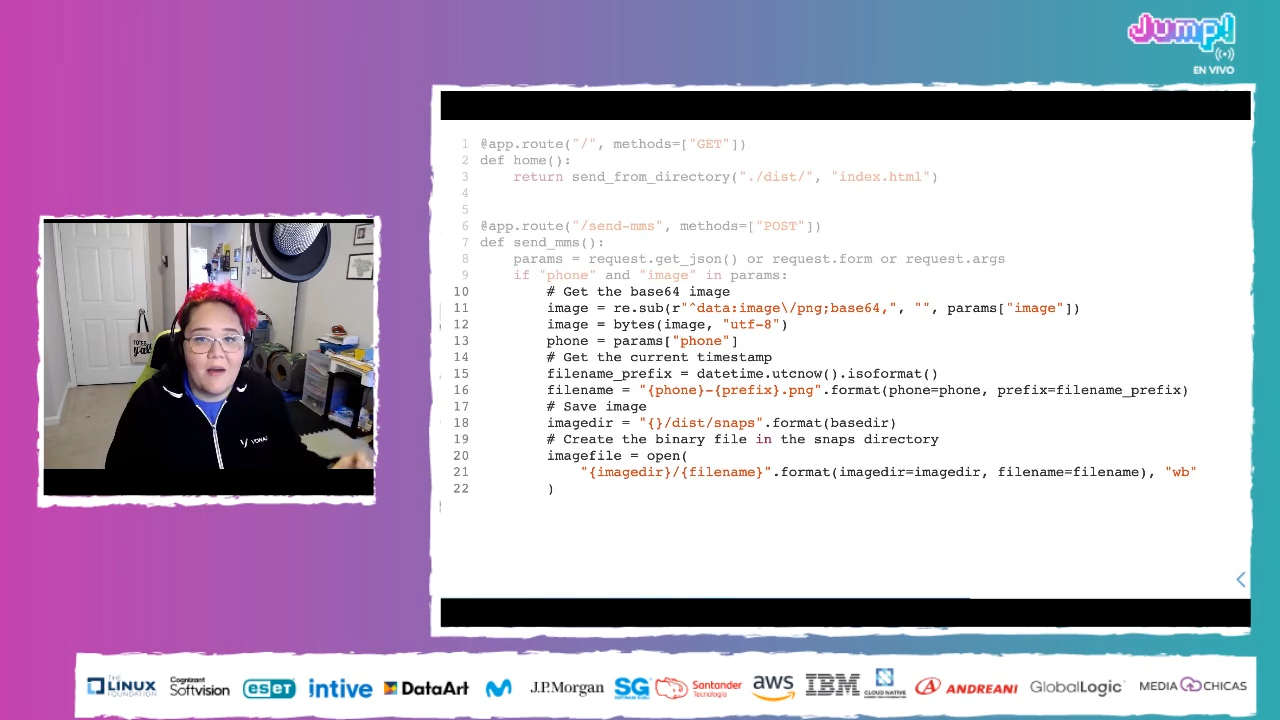 Jump!
EN VIVO
1 @app.route("/", methods=["GET"])
2 def home():
3     return send_from_directory("./dist/", "index.html")
4
5
6 @app.route("/send-mms", methods=["POST"])
7 def send_mms():
8     params = request.get_json() or request.form or request.args
9     if "phone" and "image" in params:
10         # Get the base64 image
11         image = re.sub(r"^data:image\/png;base64,", "", params["image"])
12         image = bytes(image, "utf-8")
13         phone = params["phone"]
14         # Get the current timestamp
15         filename_prefix = datetime.utcnow().isoformat()
16         filename = "{phone}-{prefix}.png".format(phone=phone, prefix=filename_prefix)
17         # Save image
18         imagedir = "{}/dist/snaps".format(basedir)
19         # Create the binary file in the snaps directory
20         imagefile = open(
21             "{imagedir}/{filename}".format(imagedir=imagedir, filename=filename), "wb"
22         )
y'all
THE LINUX FOUNDATION Cognizant Softvision eset intive DataArt J.P.Morgan SG Santander Tecnología aws IBM CLOUD NATIVE ANDREANI GlobalLogic MEDIA CHICAS